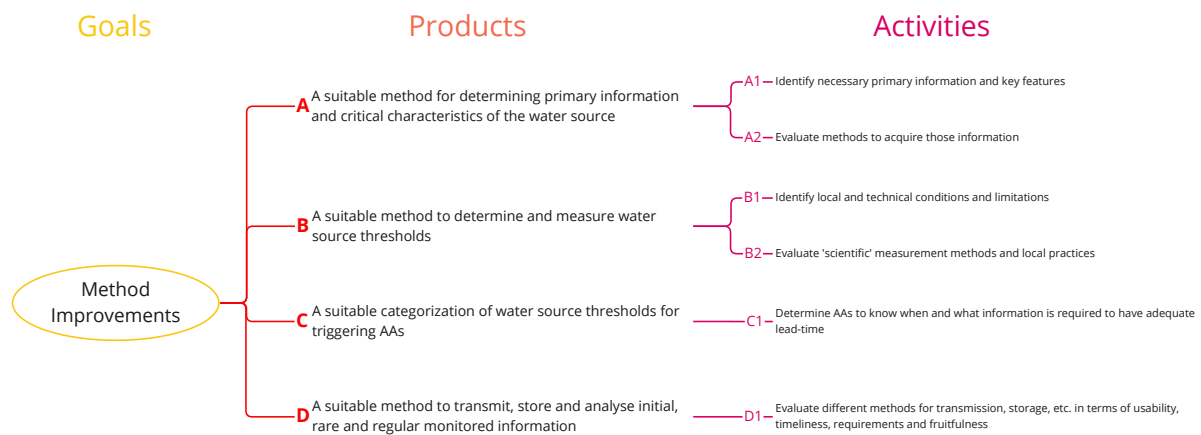 Goals
Products
Activities
Method
Improvements
A
A suitable method for determining primary information
and critical characteristics of the water source
A1
Identify necessary primary information and key features
A2
Evaluate methods to acquire those information
B
A suitable method to determine and measure water
source thresholds
B1
Identify local and technical conditions and limitations
B2
Evaluate 'scientific' measurement methods and local practices
C
A suitable categorization of water source thresholds for
triggering AAs
C1
Determine AAs to know when and what information is required to have adequate
lead-time
D
A suitable method to transmit, store and analyse initial,
rare and regular monitored information
D1
Evaluate different methods for transmission, storage, etc. in terms of usability,
timeliness, requirements and fruitfulness